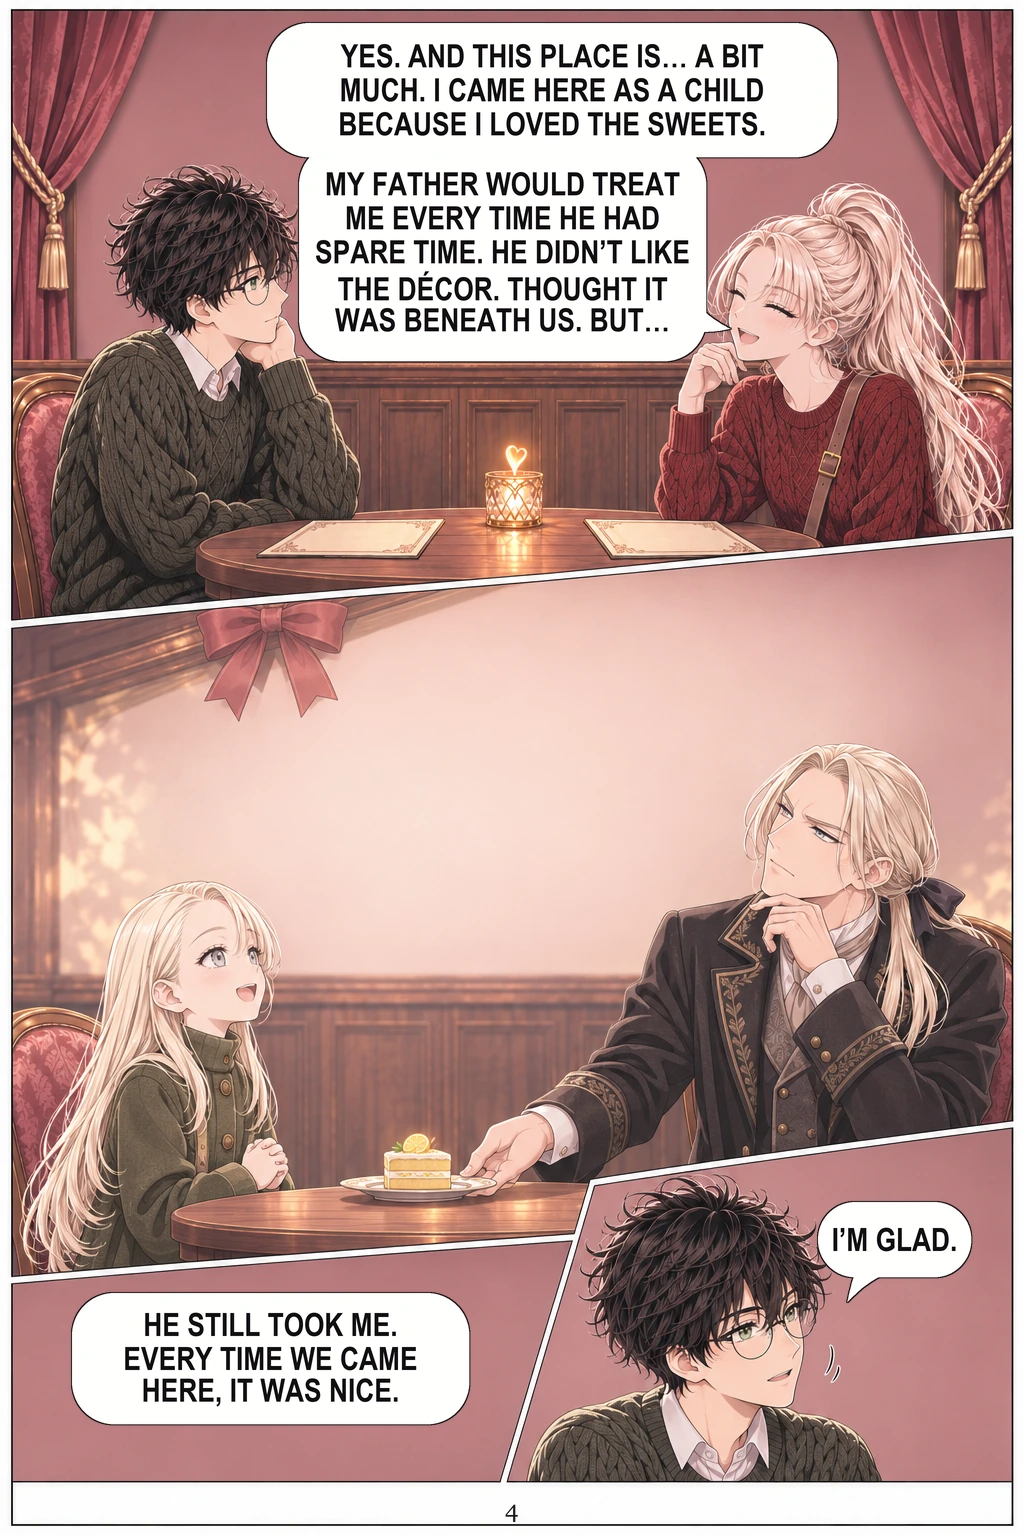 YES. AND THIS PLACE IS... A BIT
MUCH. I CAME HERE AS A CHILD
BECAUSE I LOVED THE SWEETS.
MY FATHER WOULD TREAT
ME EVERY TIME HE HAD
SPARE TIME. HE DIDN'T LIKE
THE DÉCOR. THOUGHT IT
WAS BENEATH US. BUT...
HE STILL TOOK ME.
EVERY TIME WE CAME
HERE, IT WAS NICE.
I'M GLAD.
4